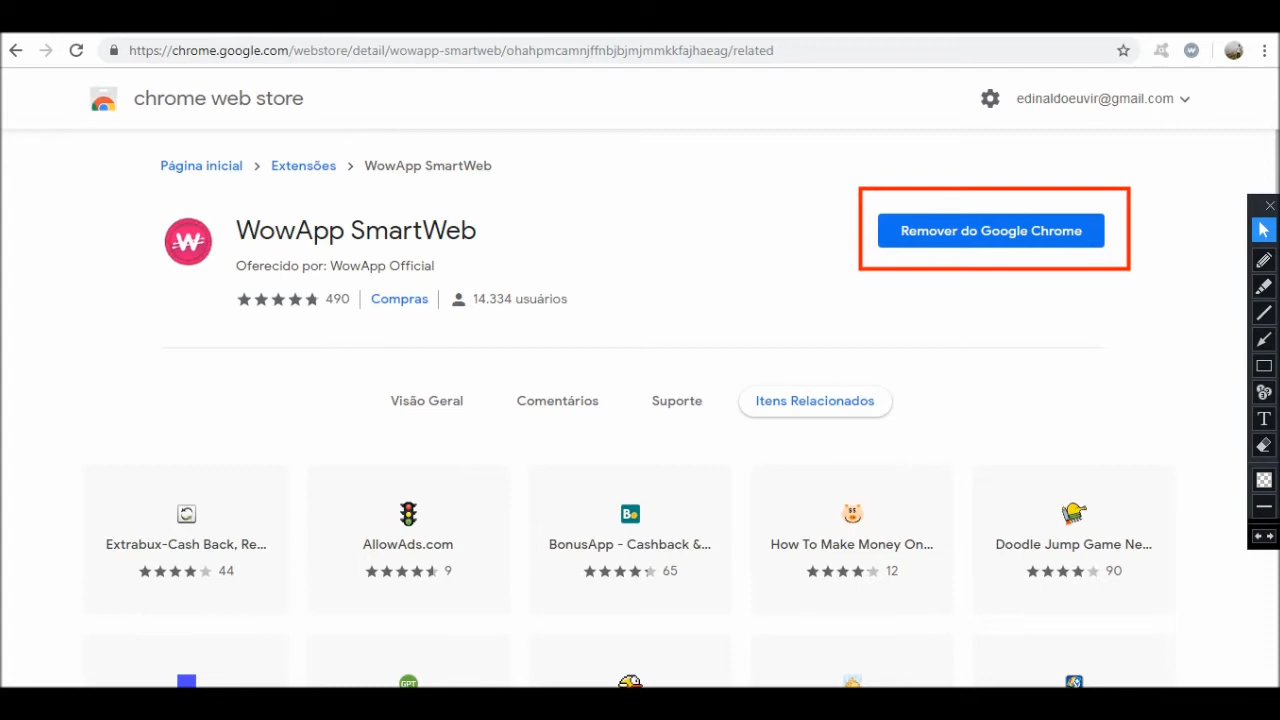 https://chrome.google.com/webstore/detail/wowapp-smartweb/ohahpmcamnjffnbjbjmjmmkkfajhaeag/related
chrome web store
edinaldoeuvir@gmail.com
Página inicial > Extensões > WowApp SmartWeb
WowApp SmartWeb
Remover do Google Chrome
Oferecido por: WowApp Official
490 Compras 14.334 usuários
Visão Geral Comentários Suporte Itens Relacionados
Extrabux-Cash Back, Re... AllowAds.com BonusApp - Cashback &... How To Make Money On... Doodle Jump Game Ne...
44 9 65 12 90
GPT